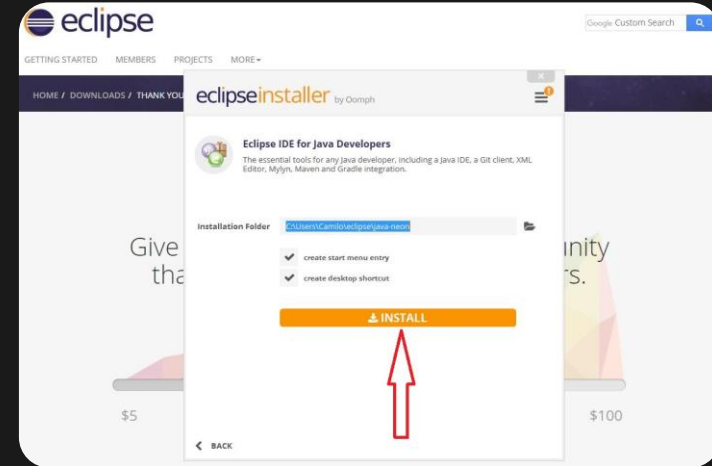 eclipse
Google Custom Search
GETTING STARTED MEMBERS PROJECTS MORE
HOME / DOWNLOADS / THANK YOU
eclipseinstaller by Oomph
Eclipse IDE for Java Developers
The essential tools for any Java developer, including a Java IDE, a Git client, XML
Editor, Mylyn, Maven and Gradle integration.
Installation Folder C:\Users\Camilo\eclipse\java-neon
create start menu entry
create desktop shortcut
INSTALL
Give
tha
unity
rs.
$5
$100
BACK